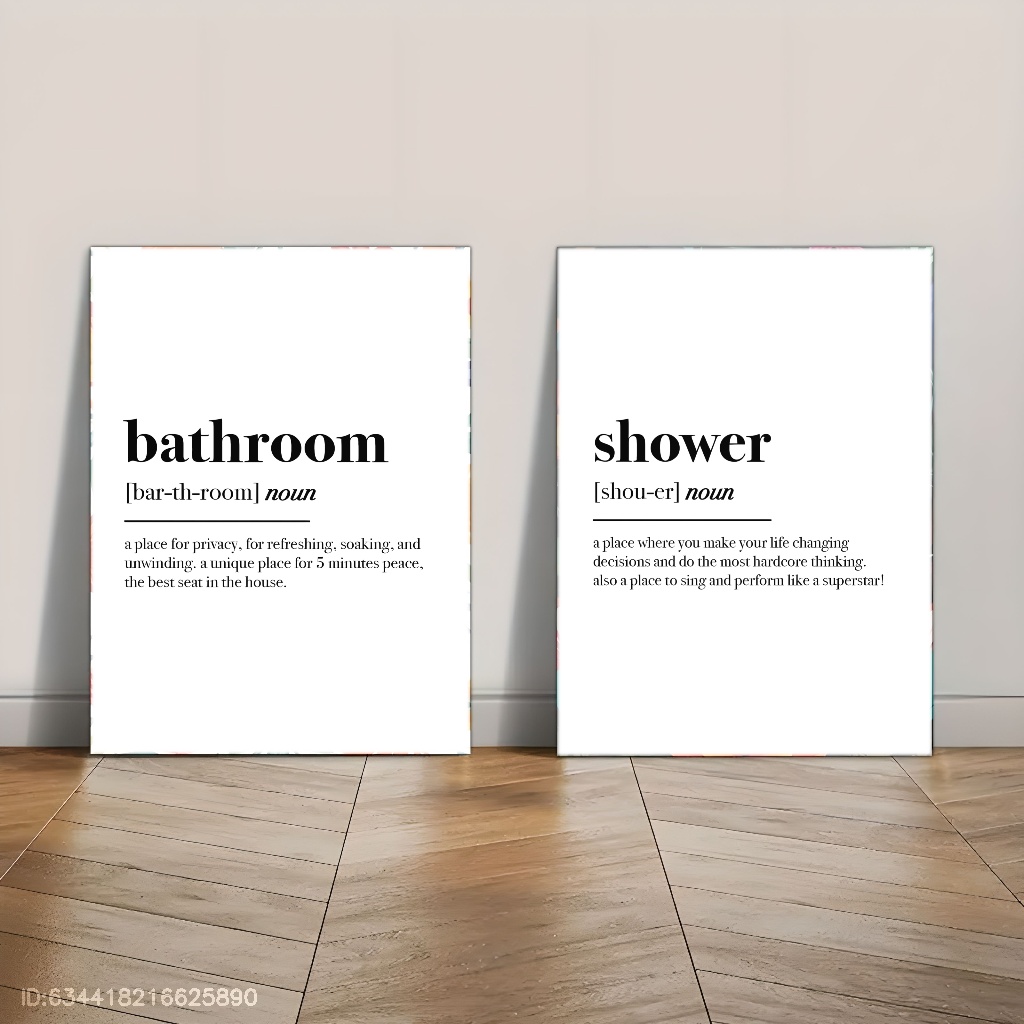 bathroom
[bar-th-room] noun
a place for privacy, for refreshing, soaking, and
unwinding. a unique place for 5 minutes peace,
the best seat in the house.
shower
[shou-er] noun
a place where you make your life changing
decisions and do the most hardcore thinking.
also a place to sing and perform like a superstar!
ID:634418216625890